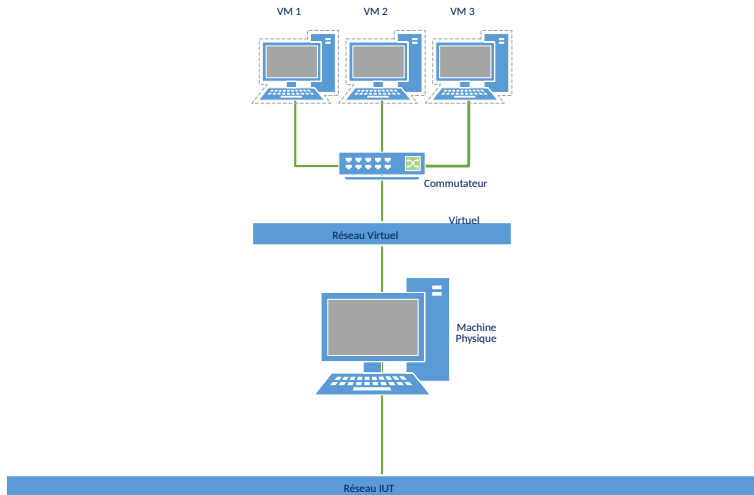 VM 1 VM 2 VM 3
Commutateur
Virtuel
Réseau Virtuel
Machine
Physique
Réseau IUT